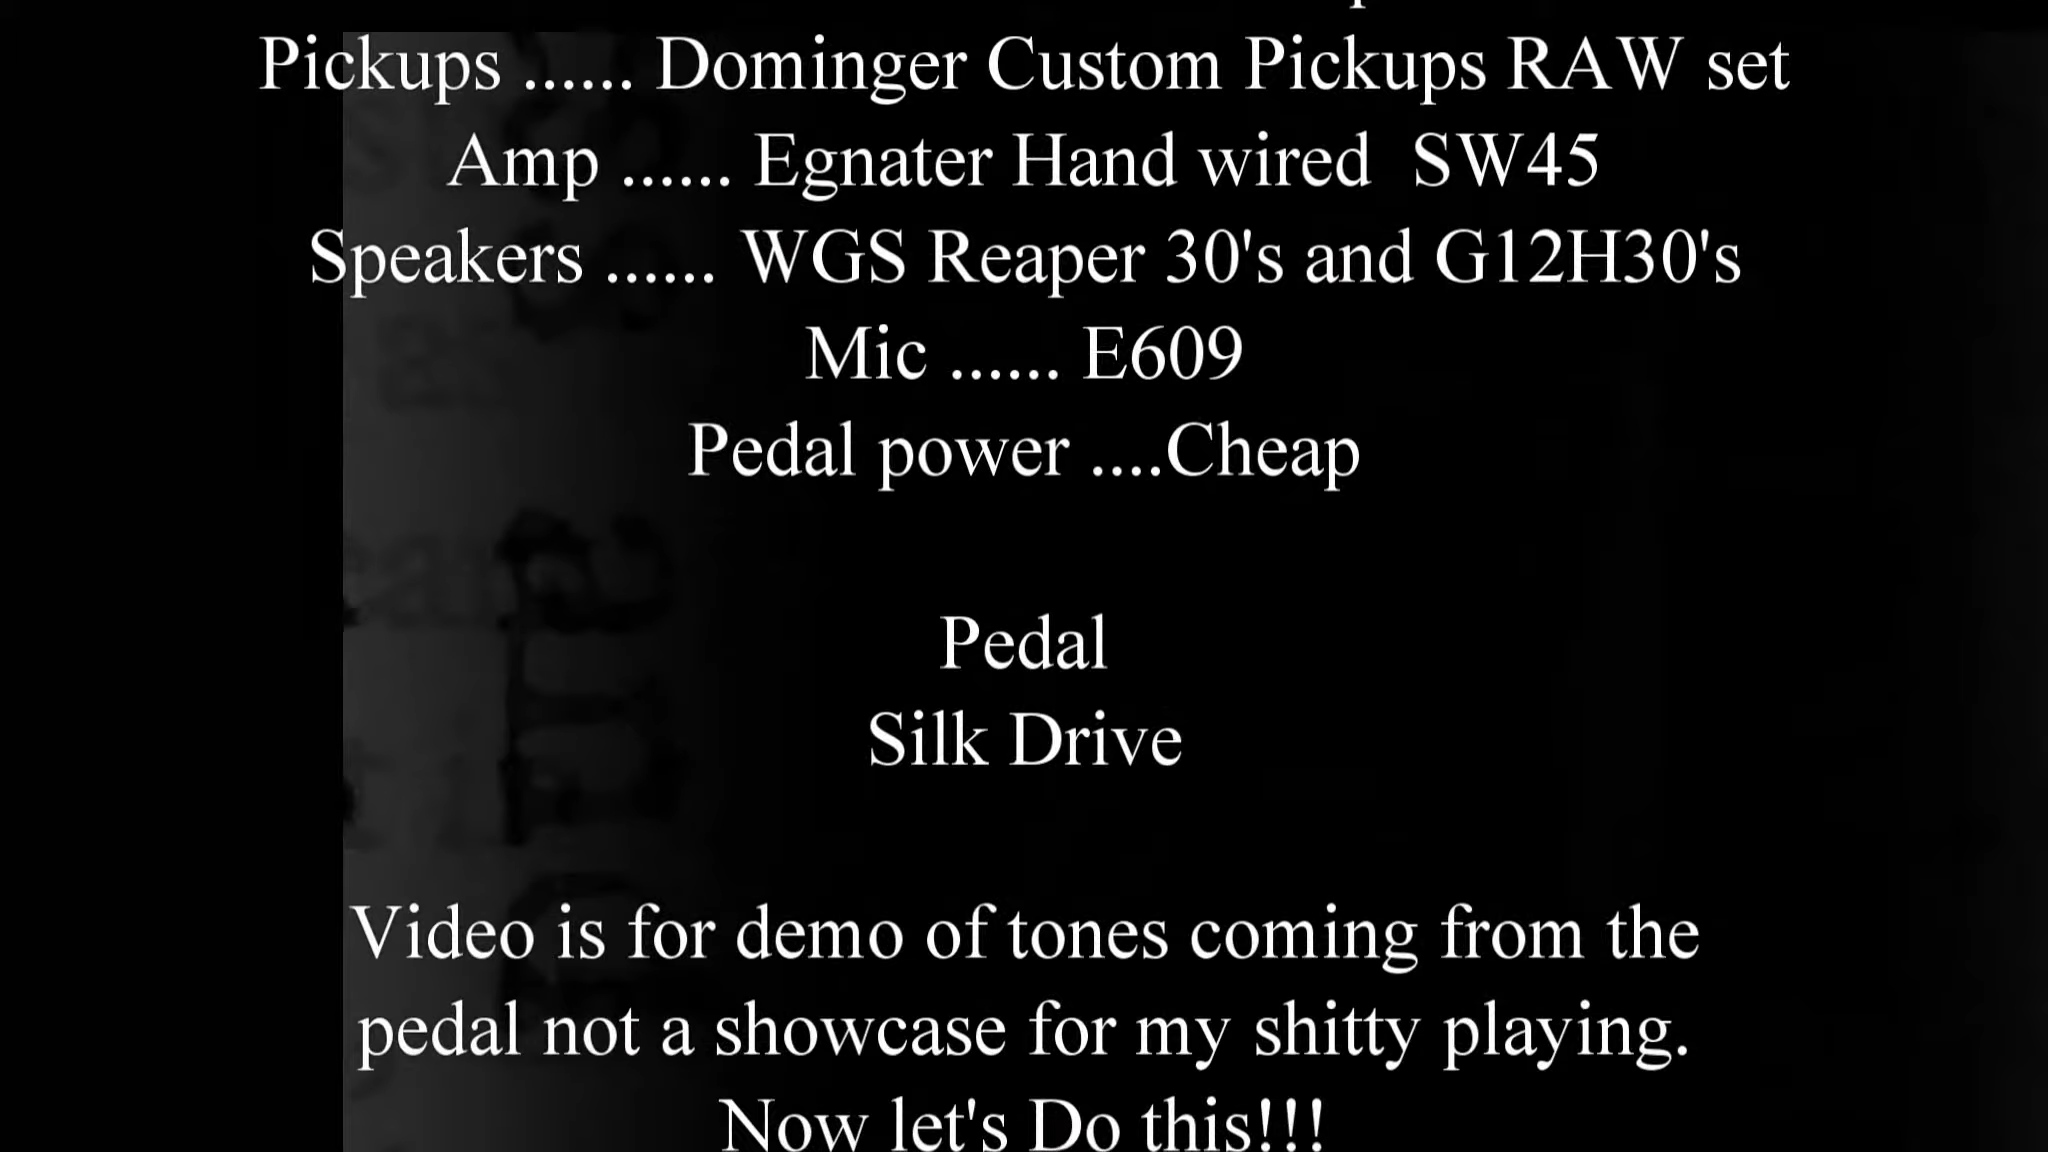 Pickups ...... Dominger Custom Pickups RAW set
Amp ...... Egnater Hand wired  SW45
Speakers ......  WGS Reaper 30's and G12H30's
Mic ...... E609
Pedal power ....Cheap
Pedal
Silk Drive
Video is for demo of tones coming from the
pedal not a showcase for my shitty playing.
Now let's Do this!!!